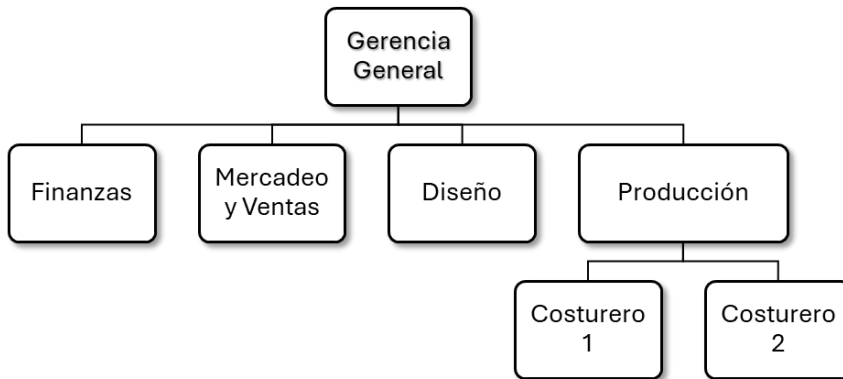 Gerencia
General
Finanzas
Mercadeo
y Ventas
Diseño
Producción
Costurero
1
Costurero
2